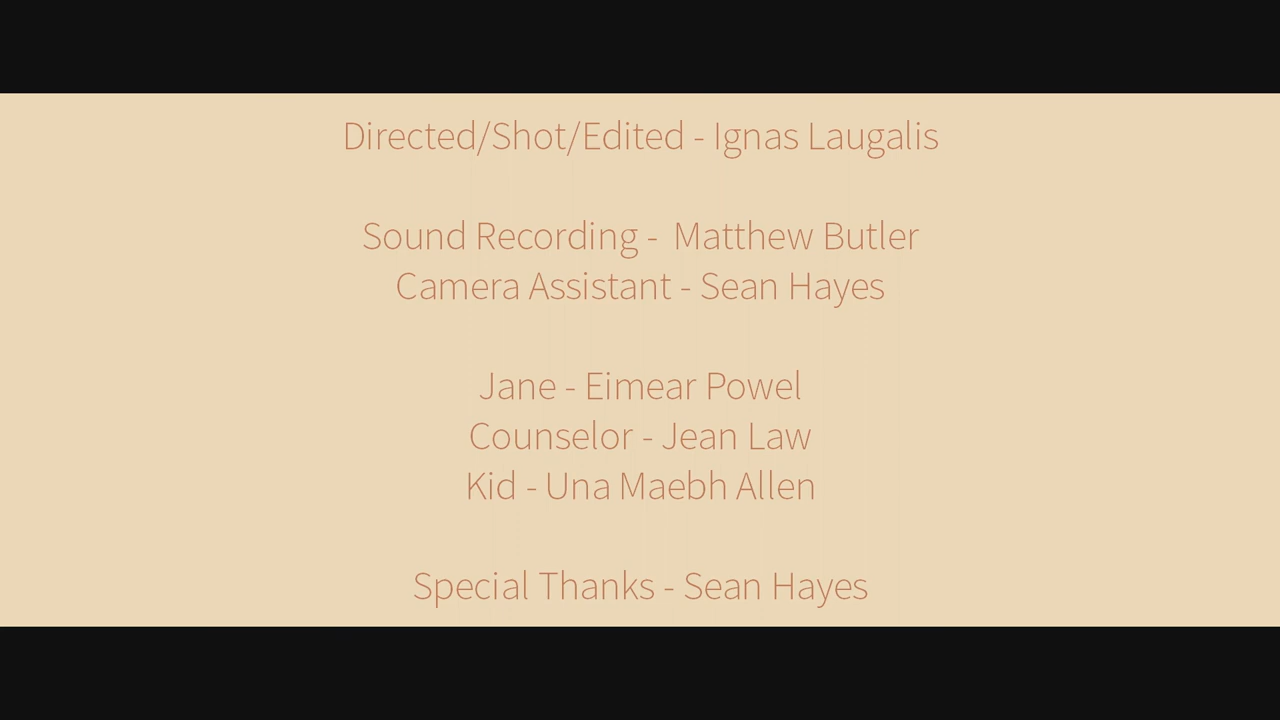 Directed/Shot/Edited - Ignas Laugalis
Sound Recording -  Matthew Butler
Camera Assistant - Sean Hayes
Jane - Eimear Powel
Counselor - Jean Law
Kid - Una Maebh Allen
Special Thanks - Sean Hayes